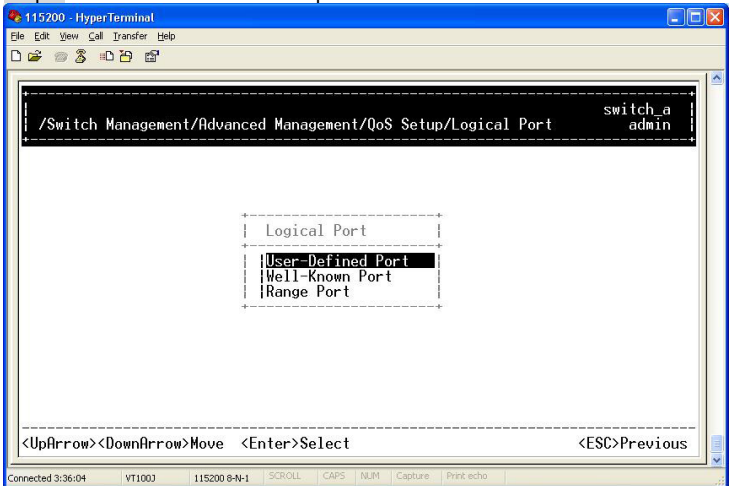 115200 - HyperTerminal
File Edit View Call Transfer Help
switch_a
/Switch Management/Advanced Management/QoS Setup/Logical Port admin
Logical Port
User-Defined Port
Well-Known Port
Range Port
<UpArrow><DownArrow>Move <Enter>Select <ESC>Previous
Connected 3:36:04 VT100J 115200 8-N-1 SCROLL CAPS NUM Capture Print echo